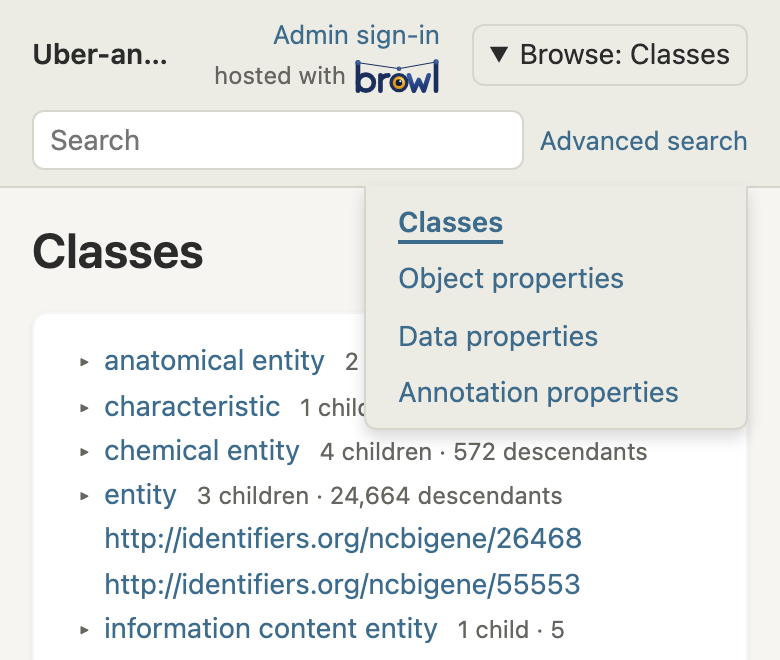 Uber-an...
Admin sign-in
hosted with browl
▼ Browse: Classes
Search
Advanced search
Classes
Object properties
Data properties
Annotation properties
Classes
▸ anatomical entity 2
▸ characteristic 1 child
▸ chemical entity 4 children · 572 descendants
▸ entity 3 children · 24,664 descendants
http://identifiers.org/ncbigene/26468
http://identifiers.org/ncbigene/55553
▸ information content entity 1 child · 5